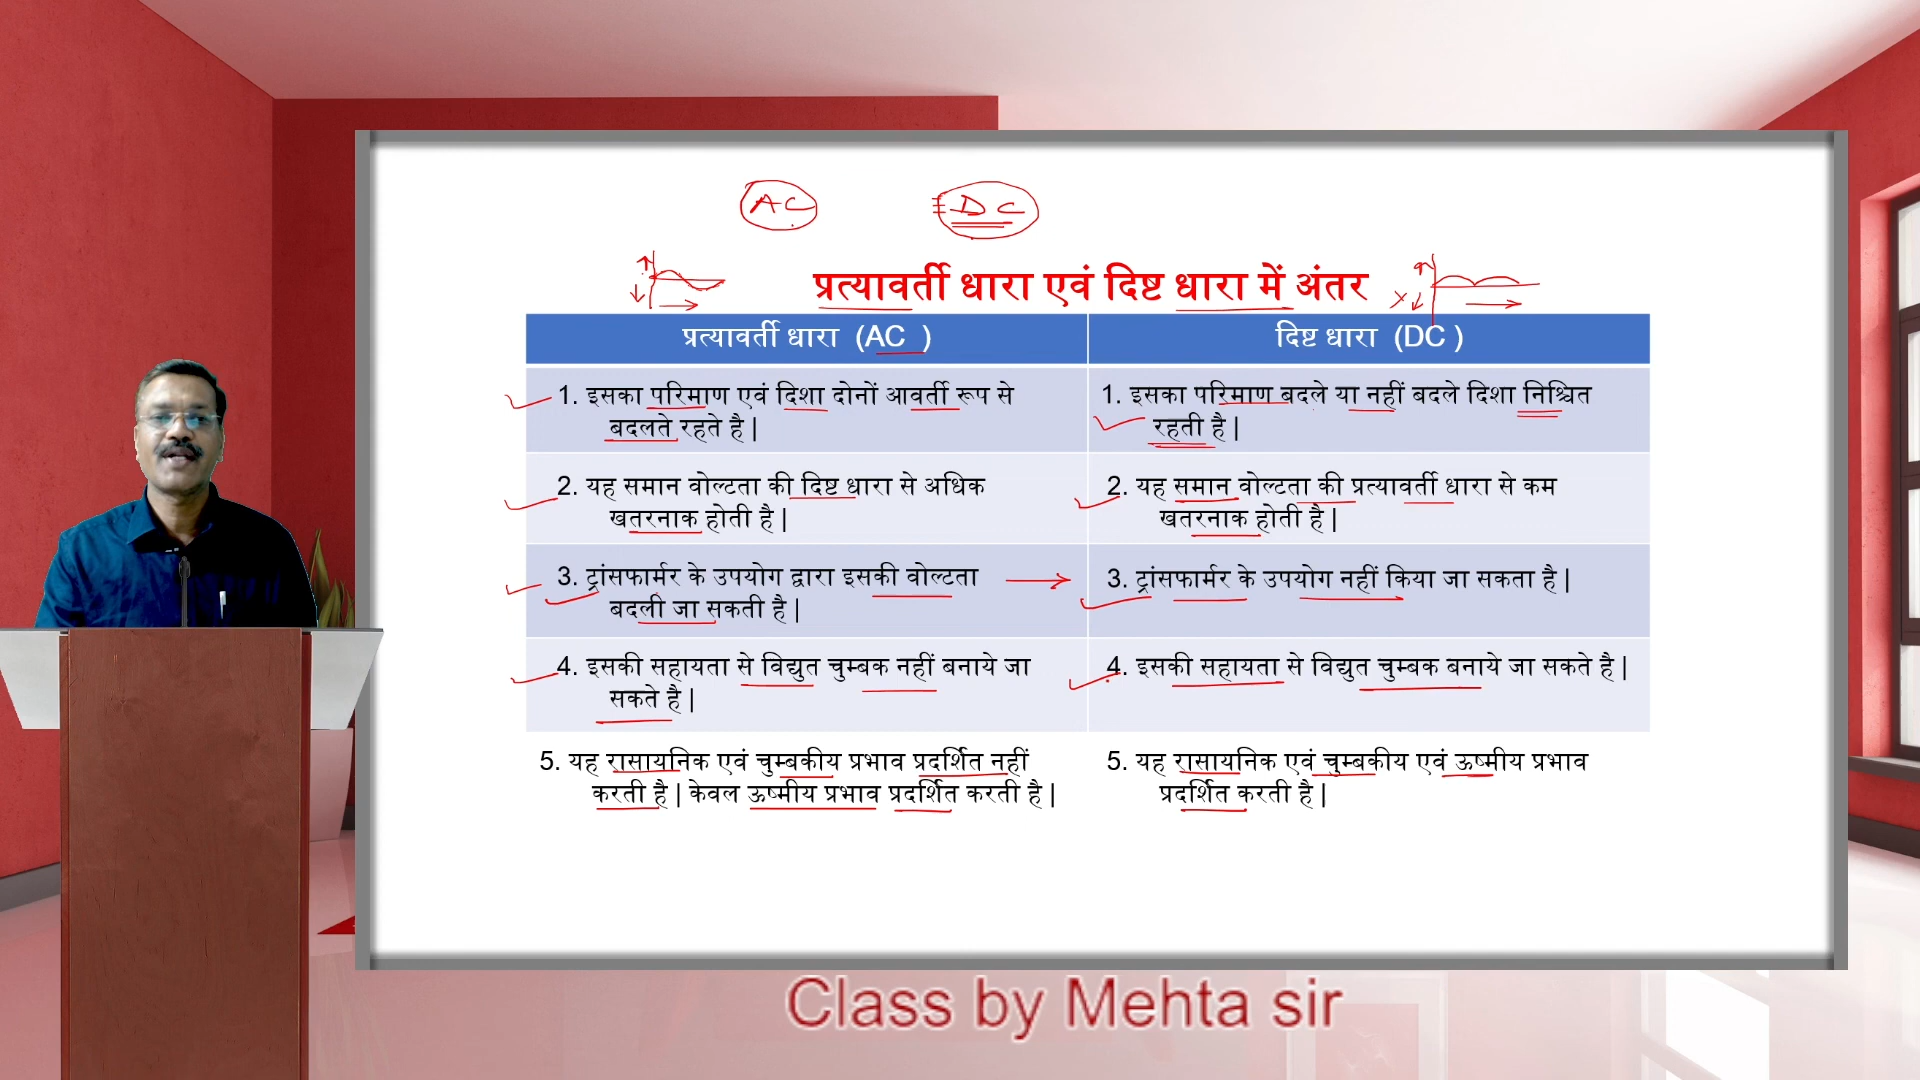 AC DC
प्रत्यावर्ती धारा एवं दिष्ट धारा में अंतर
प्रत्यावर्ती धारा (AC )
दिष्ट धारा (DC )
1. इसका परिमाण एवं दिशा दोनों आवर्ती रूप से
बदलते रहते है |
1. इसका परिमाण बदले या नहीं बदले दिशा निश्चित
रहती है |
2. यह समान वोल्टता की दिष्ट धारा से अधिक
खतरनाक होती है |
2. यह समान वोल्टता की प्रत्यावर्ती धारा से कम
खतरनाक होती है |
3. ट्रांसफार्मर के उपयोग द्वारा इसकी वोल्टता
बदली जा सकती है |
3. ट्रांसफार्मर के उपयोग नहीं किया जा सकता है |
4. इसकी सहायता से विद्युत चुम्बक नहीं बनाये जा
सकते है |
4. इसकी सहायता से विद्युत चुम्बक बनाये जा सकते है |
5. यह रासायनिक एवं चुम्बकीय प्रभाव प्रदर्शित नहीं
करती है | केवल ऊष्मीय प्रभाव प्रदर्शित करती है |
5. यह रासायनिक एवं चुम्बकीय एवं ऊष्मीय प्रभाव
प्रदर्शित करती है |
Class by Mehta sir